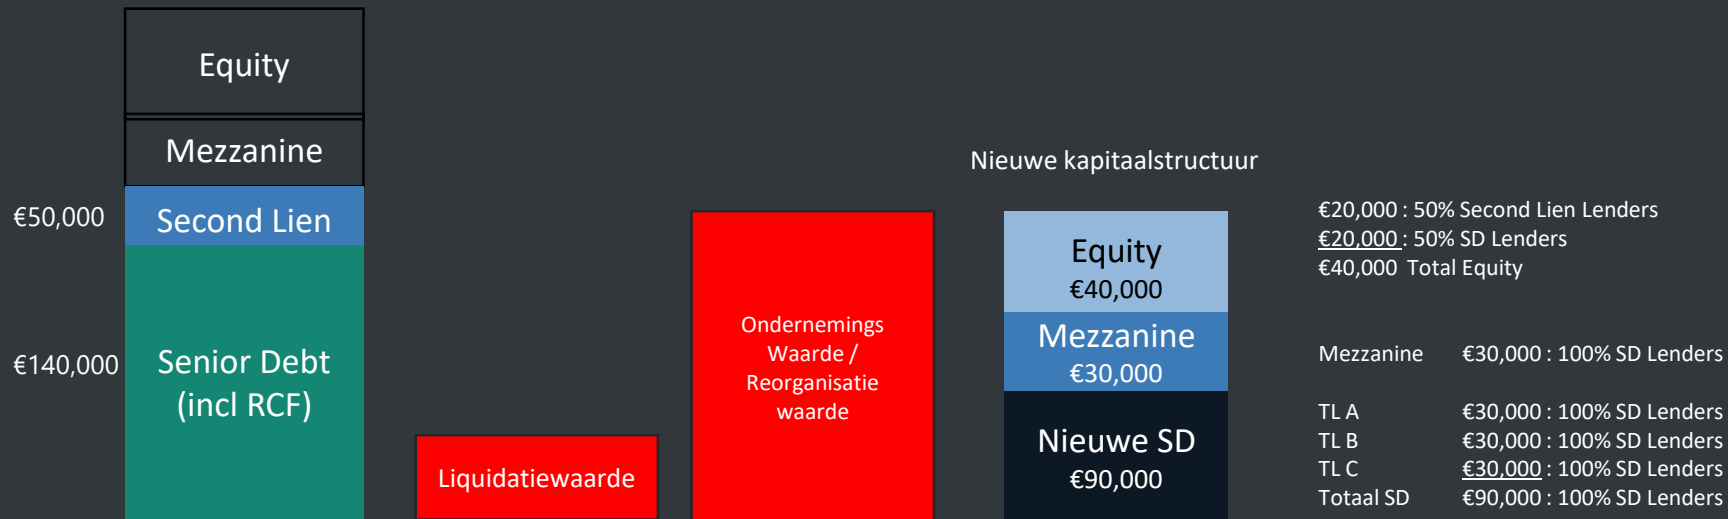 Equity
Mezzanine
€50,000
Second Lien
€140,000
Senior Debt
(incl RCF)
Liquidatiewaarde
Ondernemings
Waarde /
Reorganisatie
waarde
Nieuwe kapitaalstructuur
Equity
€40,000
Mezzanine
€30,000
Nieuwe SD
€90,000
€20,000 : 50% Second Lien Lenders
€20,000 : 50% SD Lenders
€40,000 Total Equity
Mezzanine €30,000 : 100% SD Lenders
TL A €30,000 : 100% SD Lenders
TL B €30,000 : 100% SD Lenders
TL C €30,000 : 100% SD Lenders
Totaal SD €90,000 : 100% SD Lenders